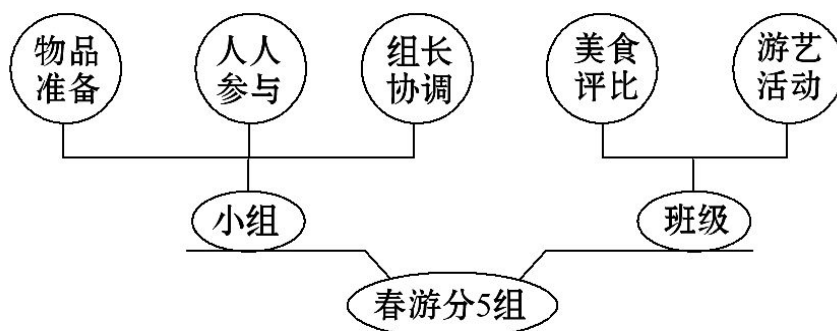 物品
准备
人人
参与
组长
协调
美食
评比
游艺
活动
小组
班级
春游分5组